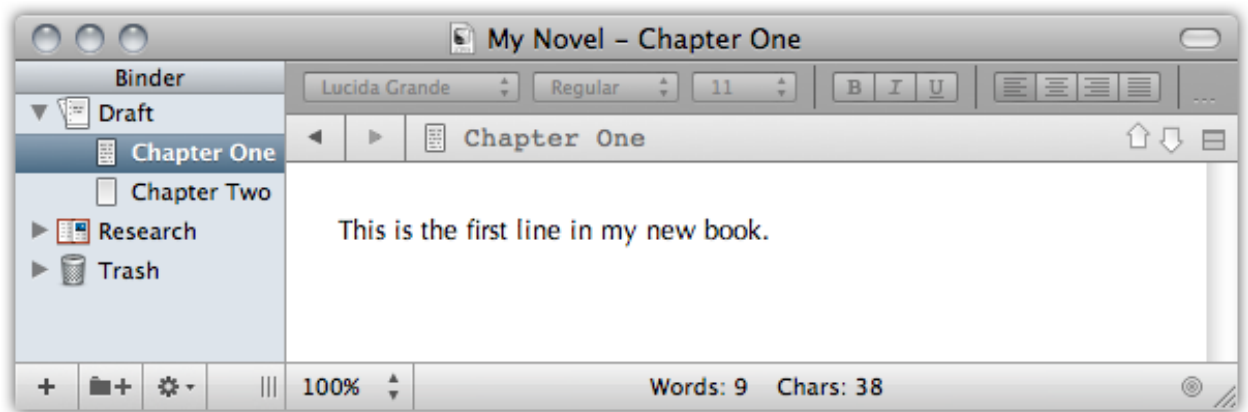 My Novel – Chapter One
Binder
Lucida Grande Regular 11 B I U ...
Draft
Chapter One
Chapter One
Chapter Two
Research
Trash
This is the first line in my new book.
100% Words: 9 Chars: 38